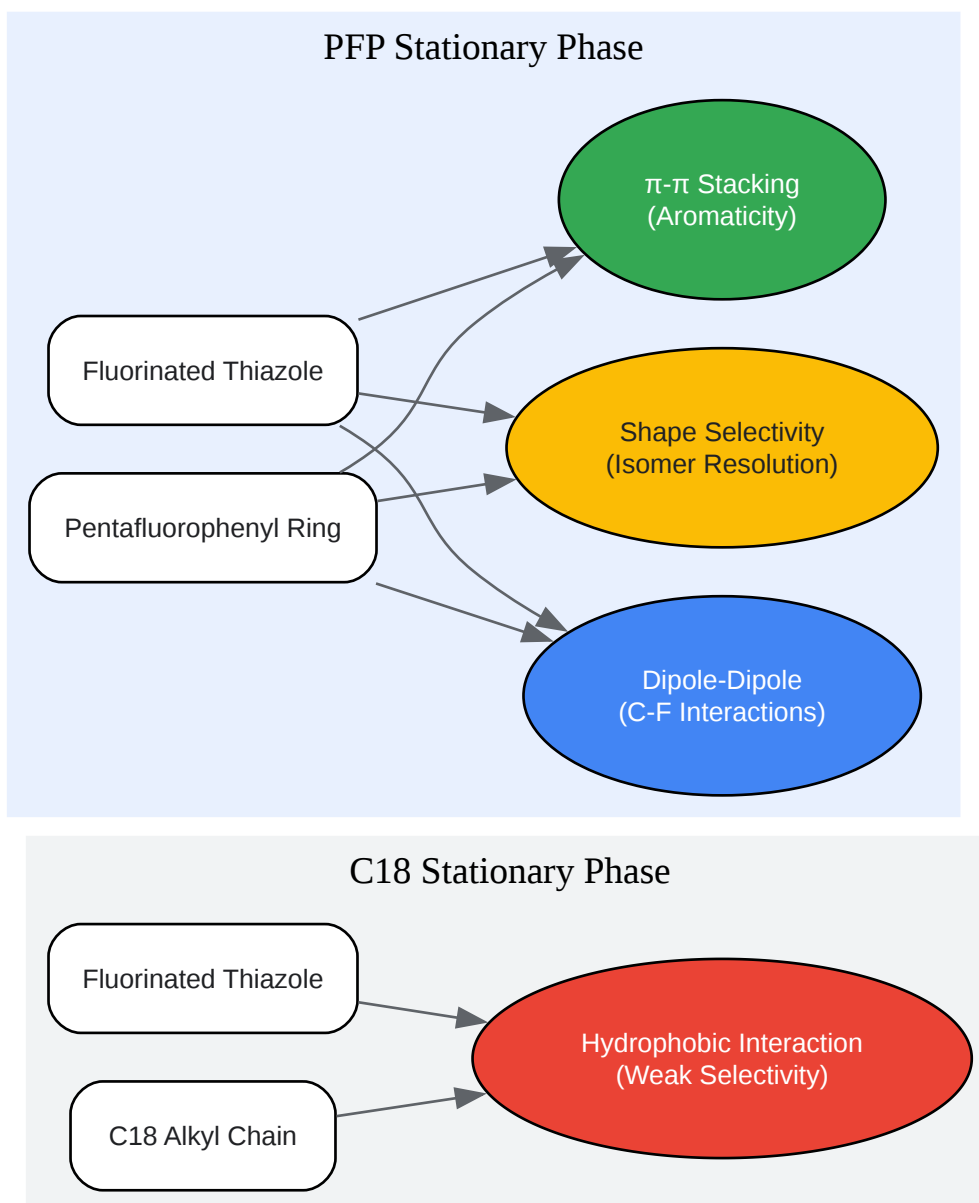 PFP Stationary Phase
π-π Stacking
(Aromaticity)
Fluorinated Thiazole
Shape Selectivity
(Isomer Resolution)
Pentafluorophenyl Ring
Dipole-Dipole
(C-F Interactions)
C18 Stationary Phase
Fluorinated Thiazole
Hydrophobic Interaction
(Weak Selectivity)
C18 Alkyl Chain